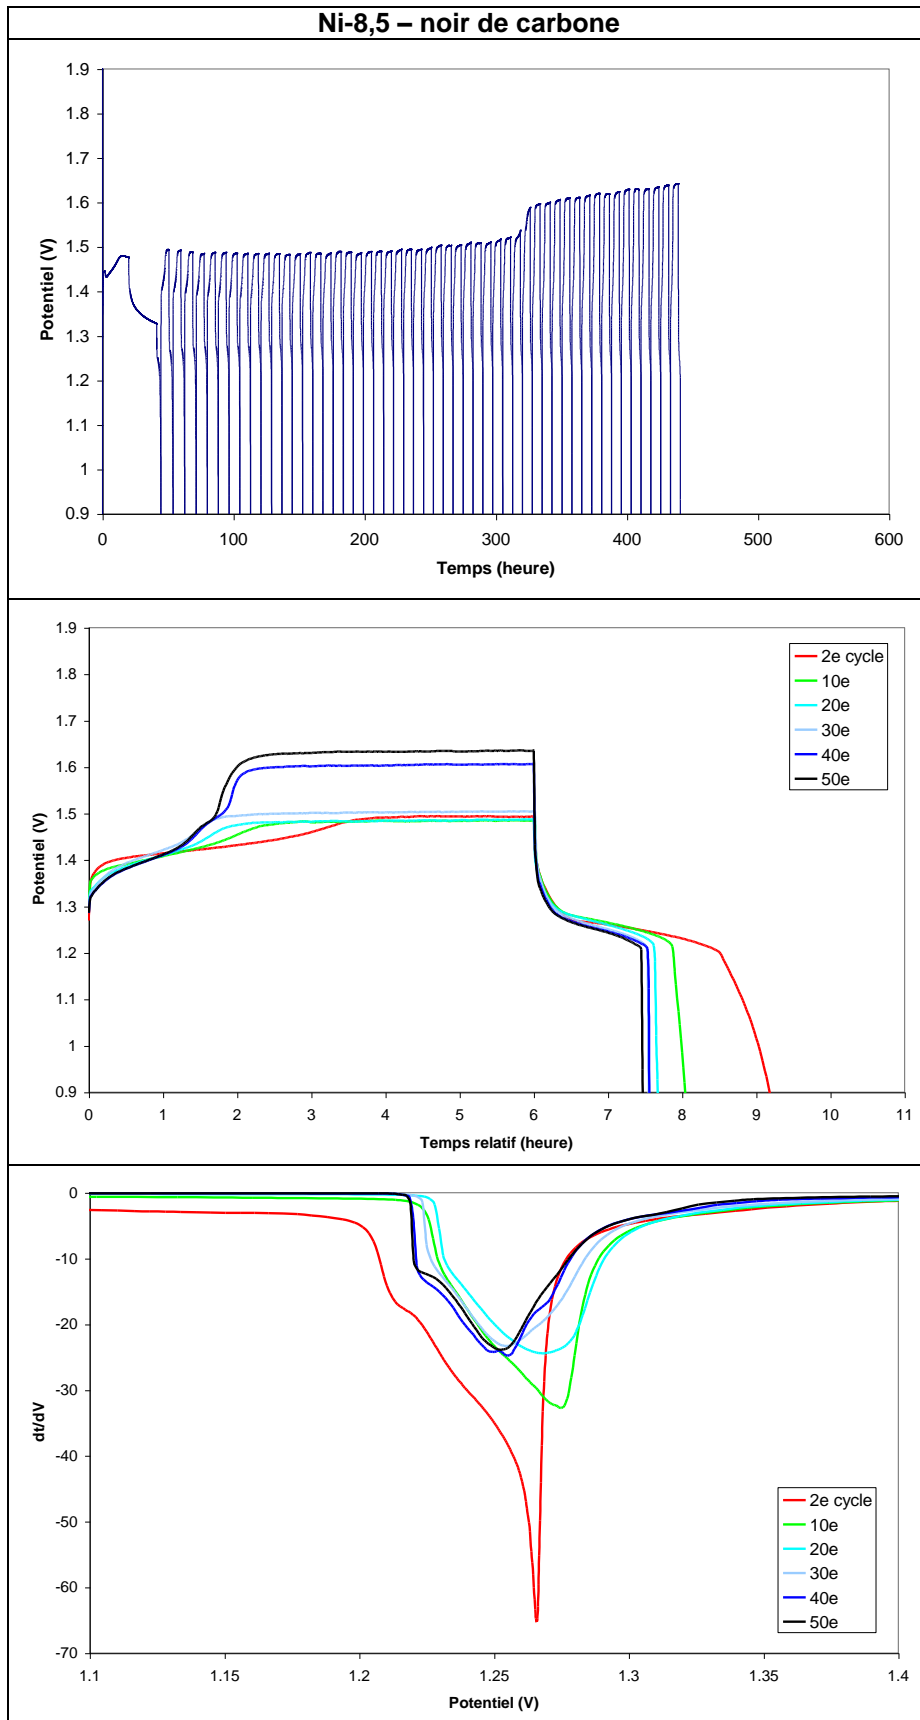 Ni-8,5 – noir de carbone
1.9
1.8
1.7
1.6
1.5
1.4
1.3
1.2
1.1
1
0.9
Potentiel (V)
0 100 200 300 400 500 600
Temps (heure)
1.9
1.8
1.7
1.6
1.5
1.4
1.3
1.2
1.1
1
0.9
Potentiel (V)
2e cycle
10e
20e
30e
40e
50e
0 1 2 3 4 5 6 7 8 9 10 11
Temps relatif (heure)
0
-10
-20
-30
-40
-50
-60
-70
dt/dV
2e cycle
10e
20e
30e
40e
50e
1.1 1.15 1.2 1.25 1.3 1.35 1.4
Potentiel (V)